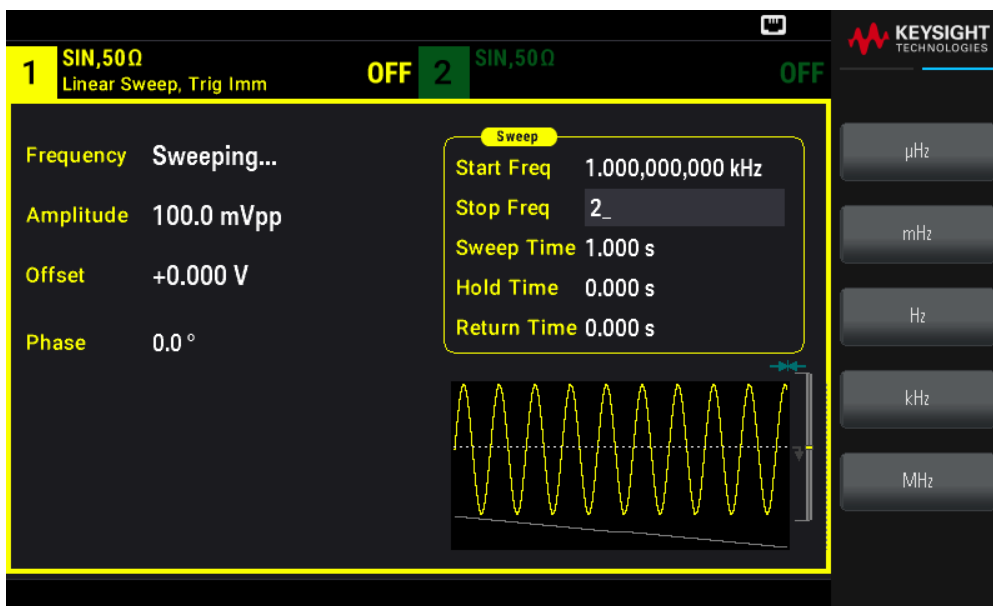 KEYSIGHT
TECHNOLOGIES
1 SIN,50Ω OFF 2 SIN,50Ω OFF
Linear Sweep, Trig Imm
Frequency Sweeping...
Amplitude 100.0 mVpp
Offset +0.000 V
Phase 0.0 °
Sweep
Start Freq 1.000,000,000 kHz
Stop Freq 2_
Sweep Time 1.000 s
Hold Time 0.000 s
Return Time 0.000 s
µHz
mHz
Hz
kHz
MHz